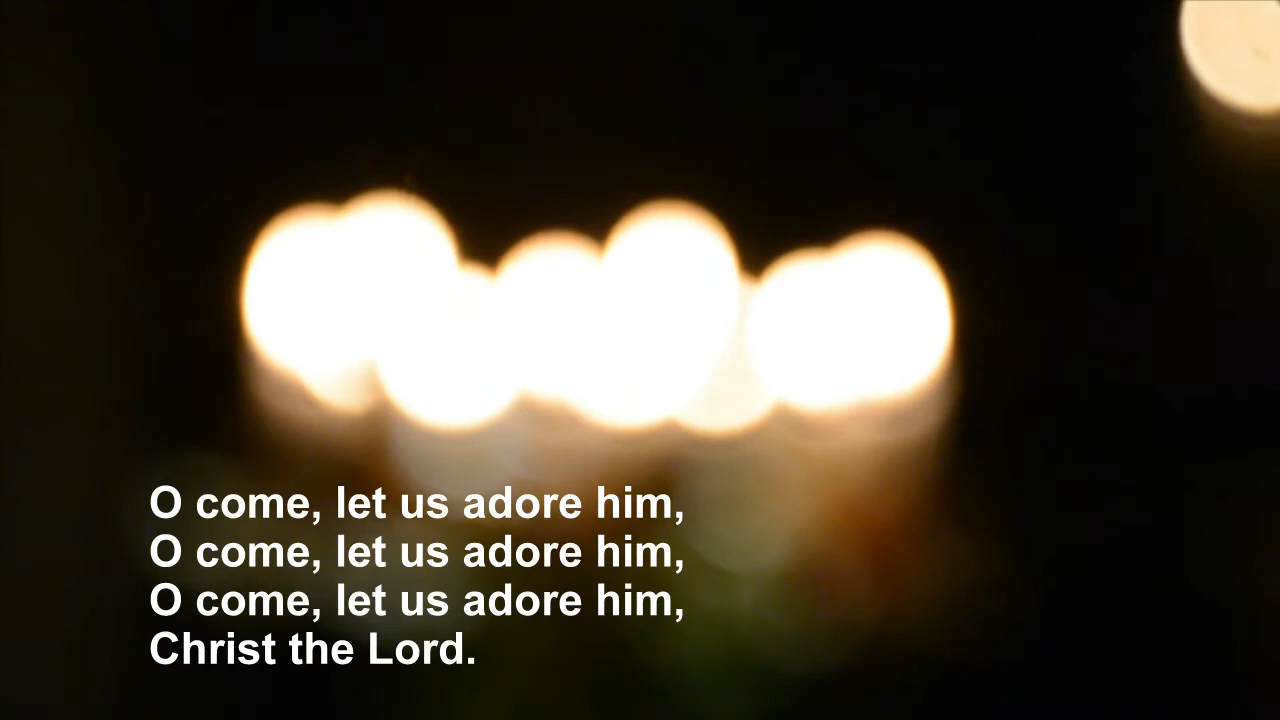 O come, let us adore him,
O come, let us adore him,
O come, let us adore him,
Christ the Lord.